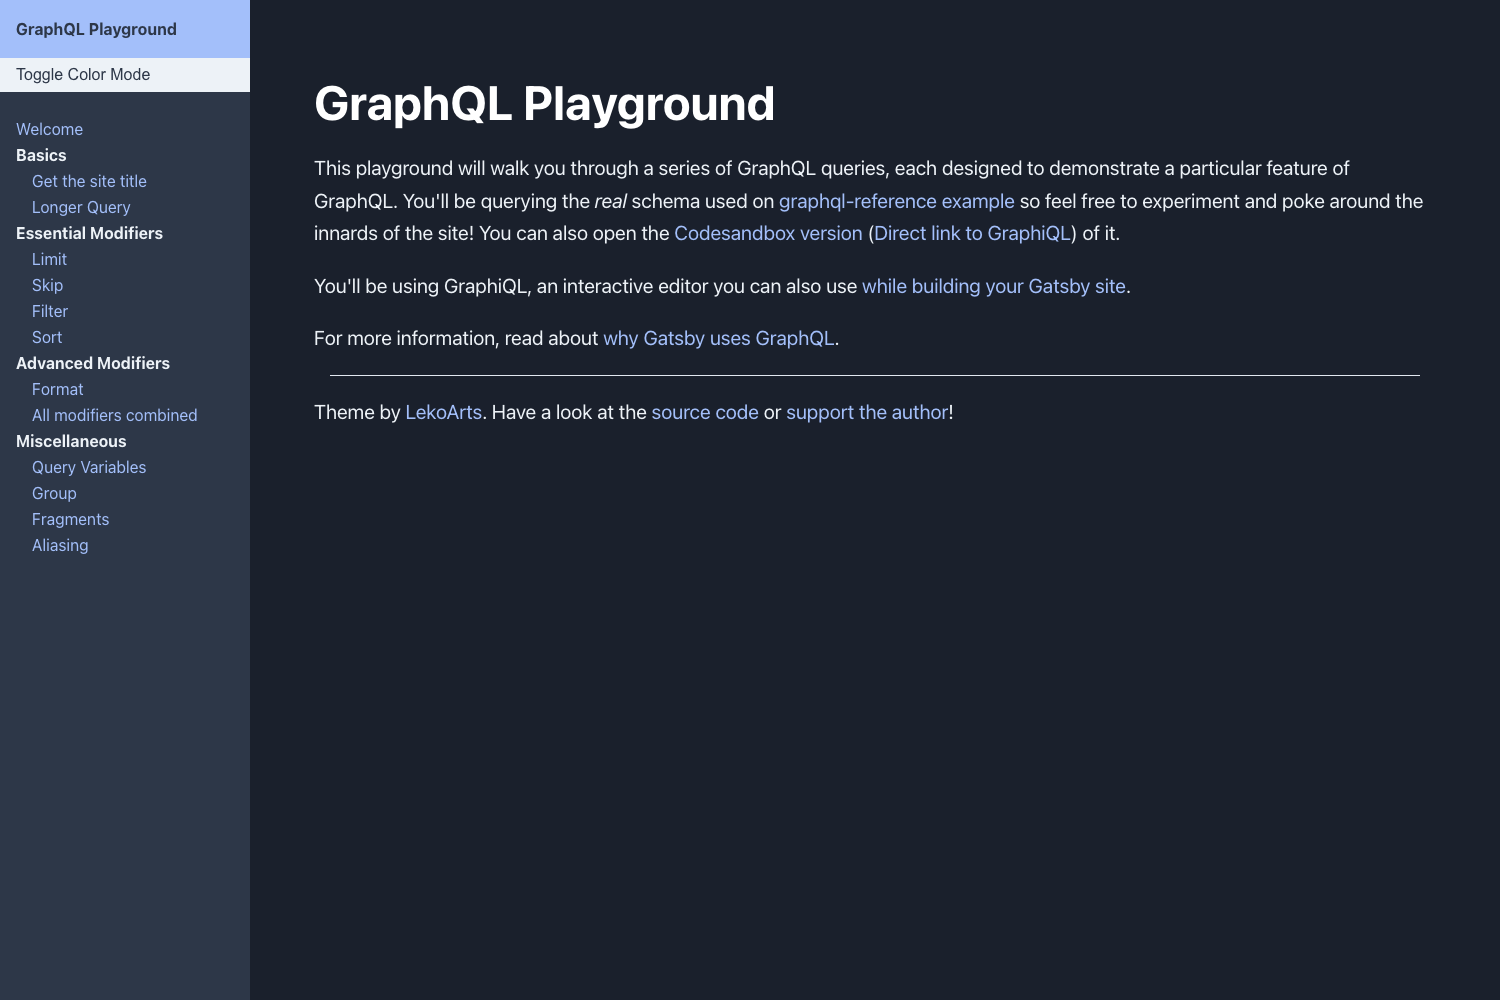 GraphQL Playground
Toggle Color Mode
Welcome
Basics
Get the site title
Longer Query
Essential Modifiers
Limit
Skip
Filter
Sort
Advanced Modifiers
Format
All modifiers combined
Miscellaneous
Query Variables
Group
Fragments
Aliasing
GraphQL Playground
This playground will walk you through a series of GraphQL queries, each designed to demonstrate a particular feature of
GraphQL. You'll be querying the real schema used on graphql-reference example so feel free to experiment and poke around the
innards of the site! You can also open the Codesandbox version (Direct link to GraphiQL) of it.
You'll be using GraphiQL, an interactive editor you can also use while building your Gatsby site.
For more information, read about why Gatsby uses GraphQL.
Theme by LekoArts. Have a look at the source code or support the author!